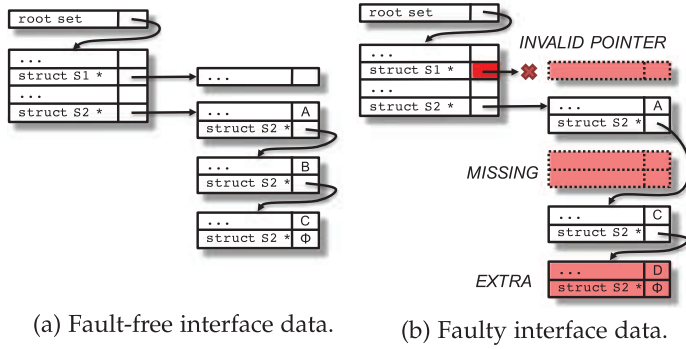 root set
...
struct S1 *
...
struct S2 *
...
... A
struct S2 *
... B
struct S2 *
... C
struct S2 * Φ
(a) Fault-free interface data.
root set
...
struct S1 *
...
struct S2 *
INVALID POINTER
... A
struct S2 *
MISSING
... C
struct S2 *
EXTRA
... D
struct S2 * Φ
(b) Faulty interface data.